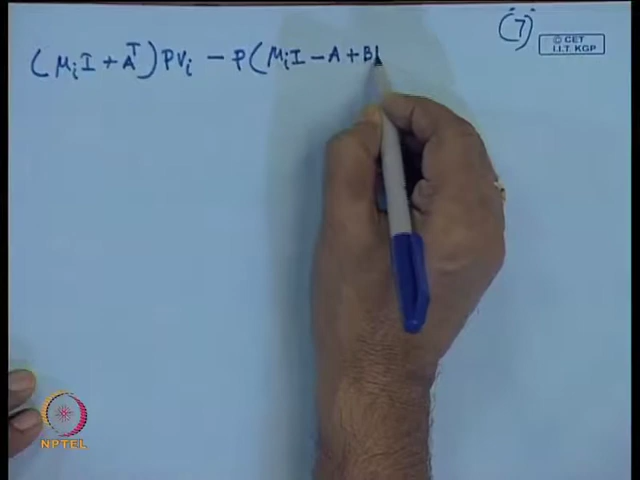 (μᵢI + Aᵀ)PVᵢ − P(μᵢI − A + B
(7)
© CET
I.I.T. KGP
NPTEL